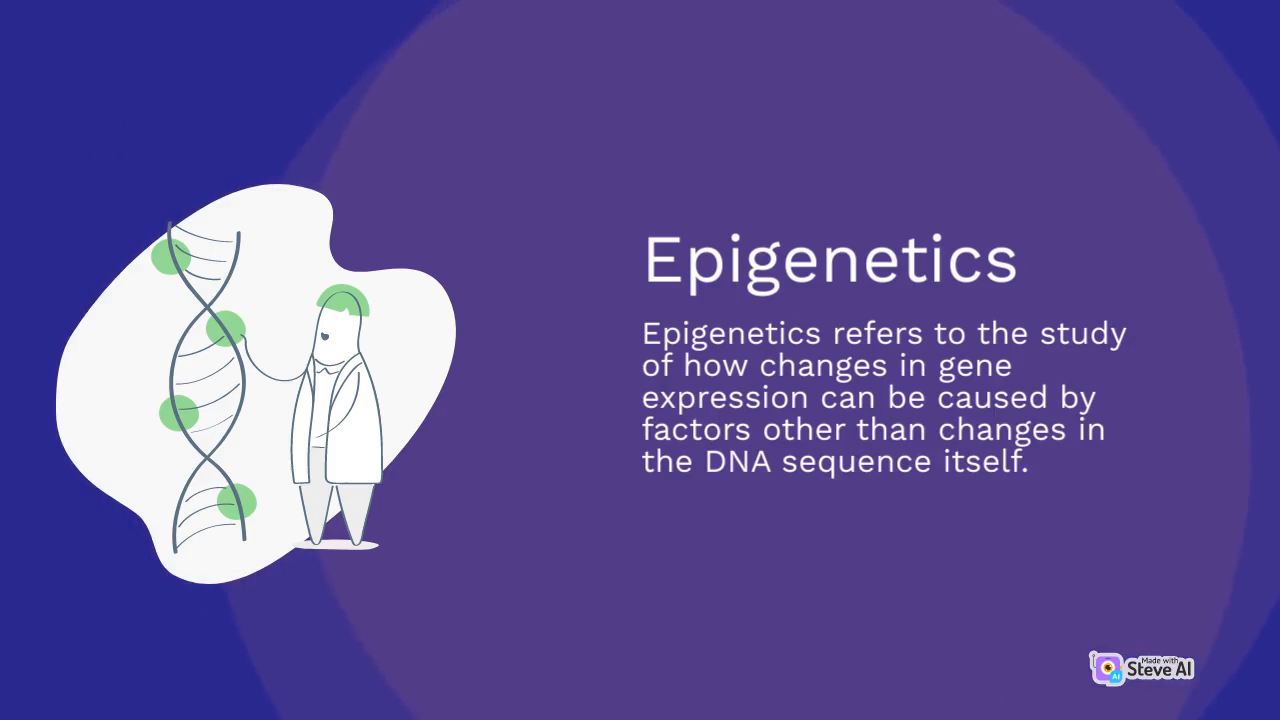 Epigenetics
Epigenetics refers to the study
of how changes in gene
expression can be caused by
factors other than changes in
the DNA sequence itself.
Made with
Steve AI
AI